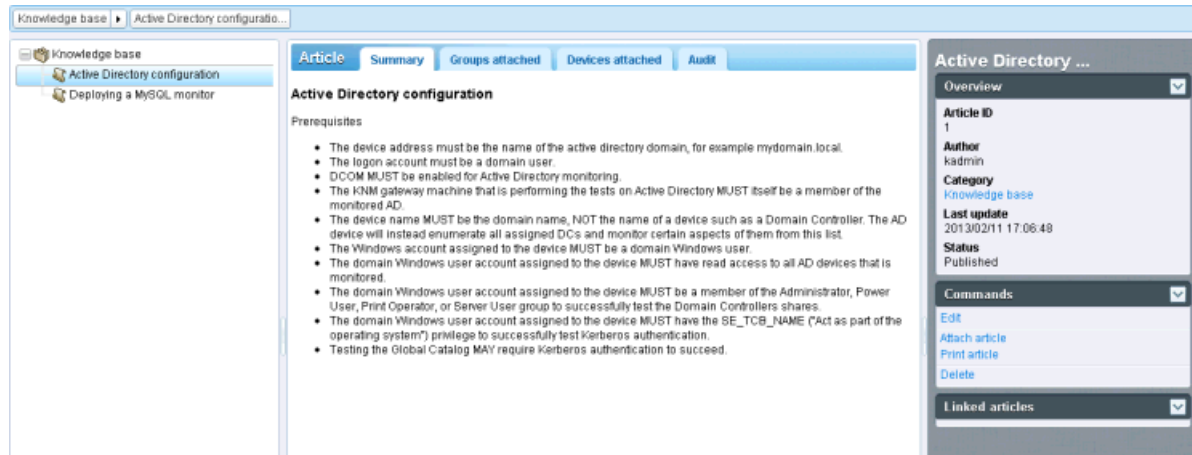 Knowledge base
Active Directory configuratio...
Knowledge base
Active Directory configuration
Deploying a MySQL monitor
Article
Summary
Groups attached
Devices attached
Audit
Active Directory configuration
Prerequisites
• The device address must be the name of the active directory domain, for example mydomain.local.
• The logon account must be a domain user.
• DCOM MUST be enabled for Active Directory monitoring.
• The KNM gateway machine that is performing the tests on Active Directory MUST itself be a member of the
monitored AD.
• The device name MUST be the domain name, NOT the name of a device such as a Domain Controller. The AD
device will instead enumerate all assigned DCs and monitor certain aspects of them from this list.
• The Windows account assigned to the device MUST be a domain Windows user.
• The domain Windows user account assigned to the device MUST have read access to all AD devices that is
monitored.
• The domain Windows user account assigned to the device MUST be a member of the Administrator, Power
User, Print Operator, or Server User group to successfully test the Domain Controllers shares.
• The domain Windows user account assigned to the device MUST have the SE_TCB_NAME ("Act as part of the
operating system") privilege to successfully test Kerberos authentication.
• Testing the Global Catalog MAY require Kerberos authentication to succeed.
Active Directory ...
Overview
Article ID
1
Author
kadmin
Category
Knowledge base
Last update
2013/02/11 17:06:48
Status
Published
Commands
Edit
Attach article
Print article
Delete
Linked articles